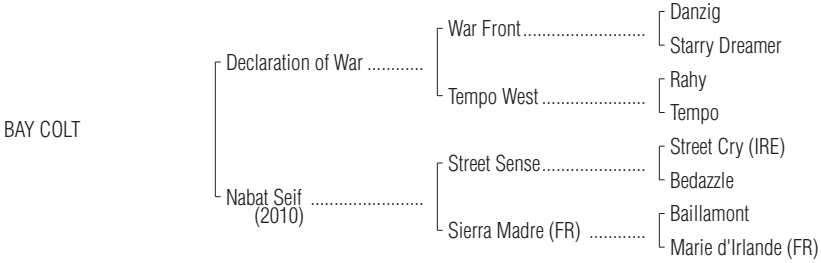 Danzig
War Front..........................
Starry Dreamer
Declaration of War ............
Rahy
Tempo West ......................
Tempo
BAY COLT
Street Cry (IRE)
Street Sense......................
Bedazzle
Nabat Seif ........................
(2010)
Baillamont
Sierra Madre (FR) ............
Marie d'Irlande (FR)